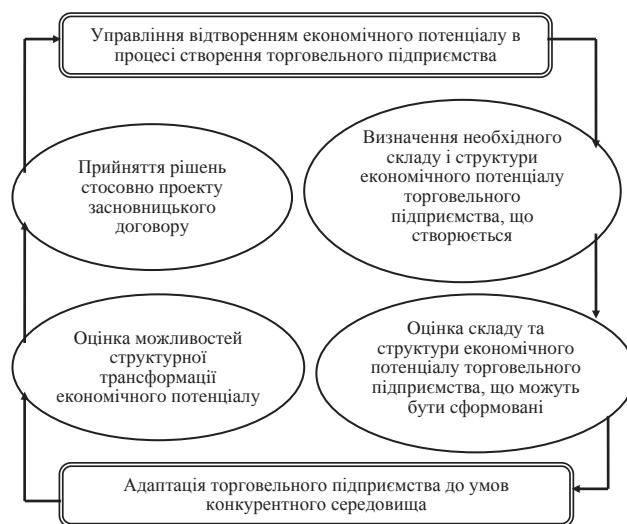 Управління відтворенням економічного потенціалу в
процесі створення торговельного підприємства
Прийняття рішень
стосовно проекту
засновницького
договору
Визначення необхідного
складу і структури
економічного потенціалу
торговельного
підприємства, що
створюється
Оцінка можливостей
структурної
трансформації
економічного потенціалу
Оцінка складу та
структури економічного
потенціалу торговельного
підприємства, що можуть
бути сформовані
Адаптація торговельного підприємства до умов
конкурентного середовища